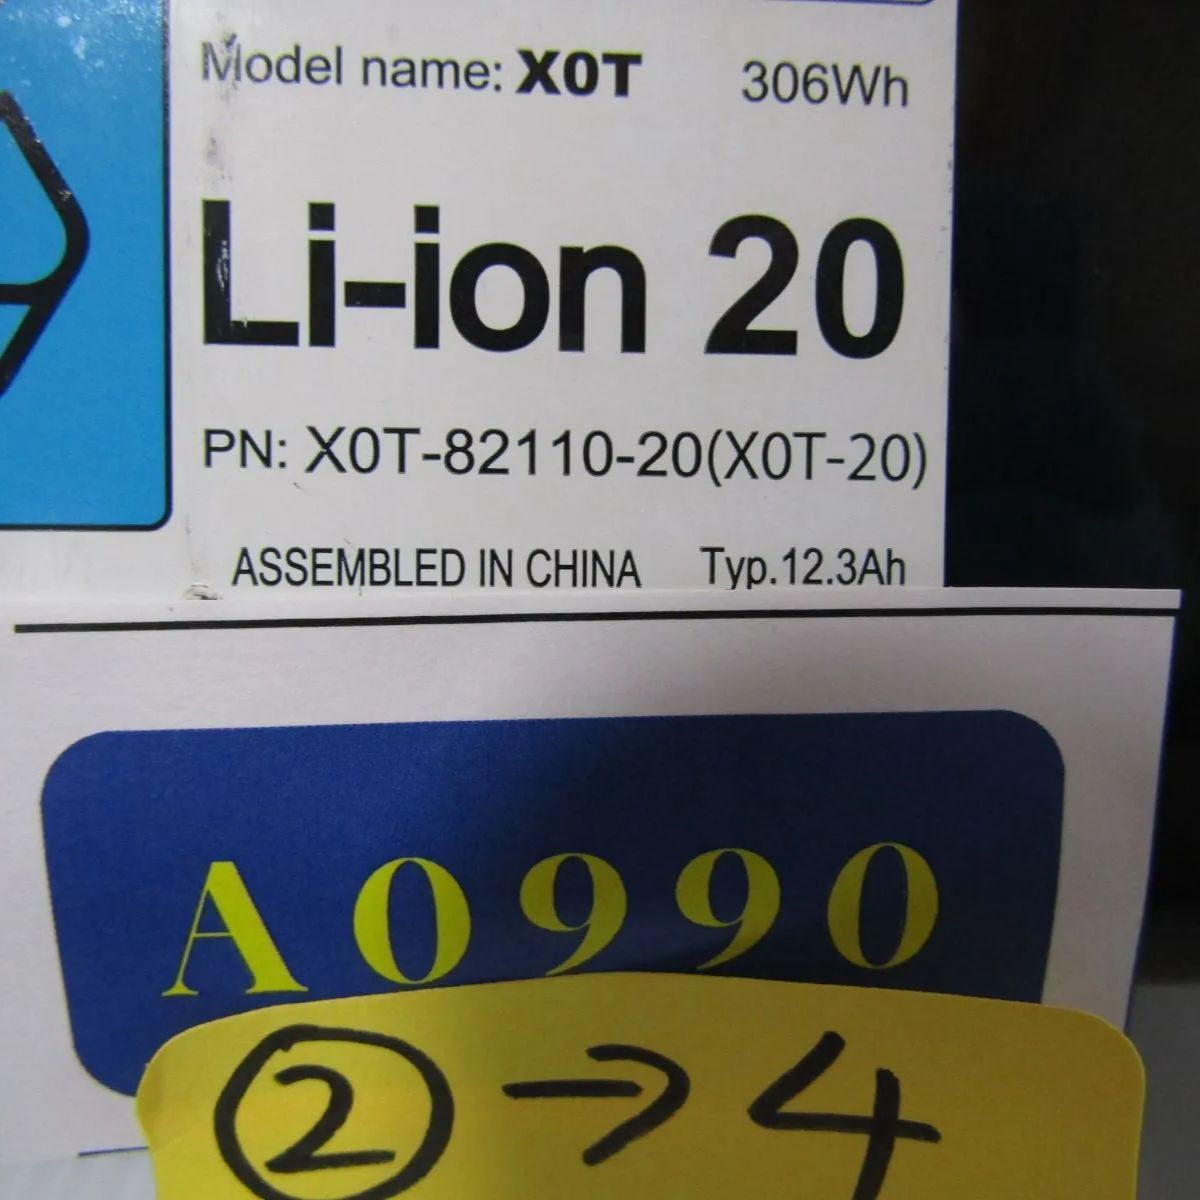 Model name: X0T 306Wh
Li-ion 20
PN: X0T-82110-20(X0T-20)
ASSEMBLED IN CHINA Typ.12.3Ah
A0990
②→4